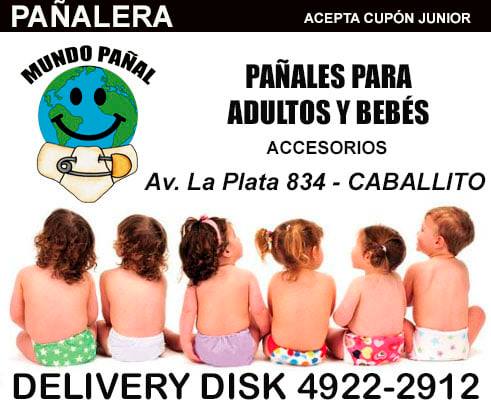 PAÑALERA
ACEPTA CUPÓN JUNIOR
MUNDO PAÑAL
PAÑALES PARA
ADULTOS Y BEBÉS
ACCESORIOS
Av. La Plata 834 - CABALLITO
DELIVERY DISK 4922-2912